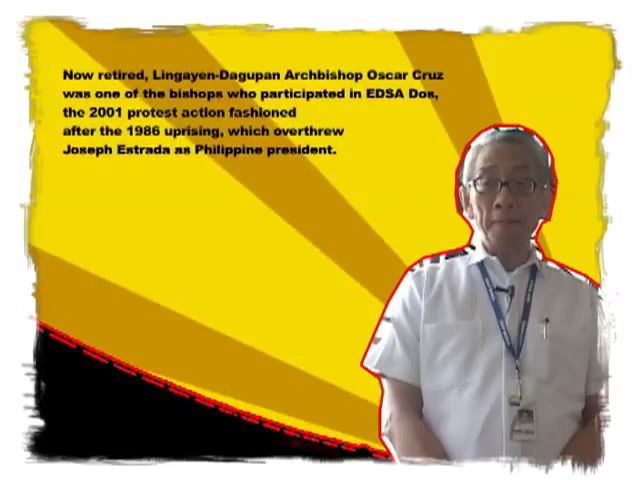 Now retired, Lingayen-Dagupan Archbishop Oscar Cruz
was one of the bishops who participated in EDSA Dos,
the 2001 protest action fashioned
after the 1986 uprising, which overthrew
Joseph Estrada as Philippine president.